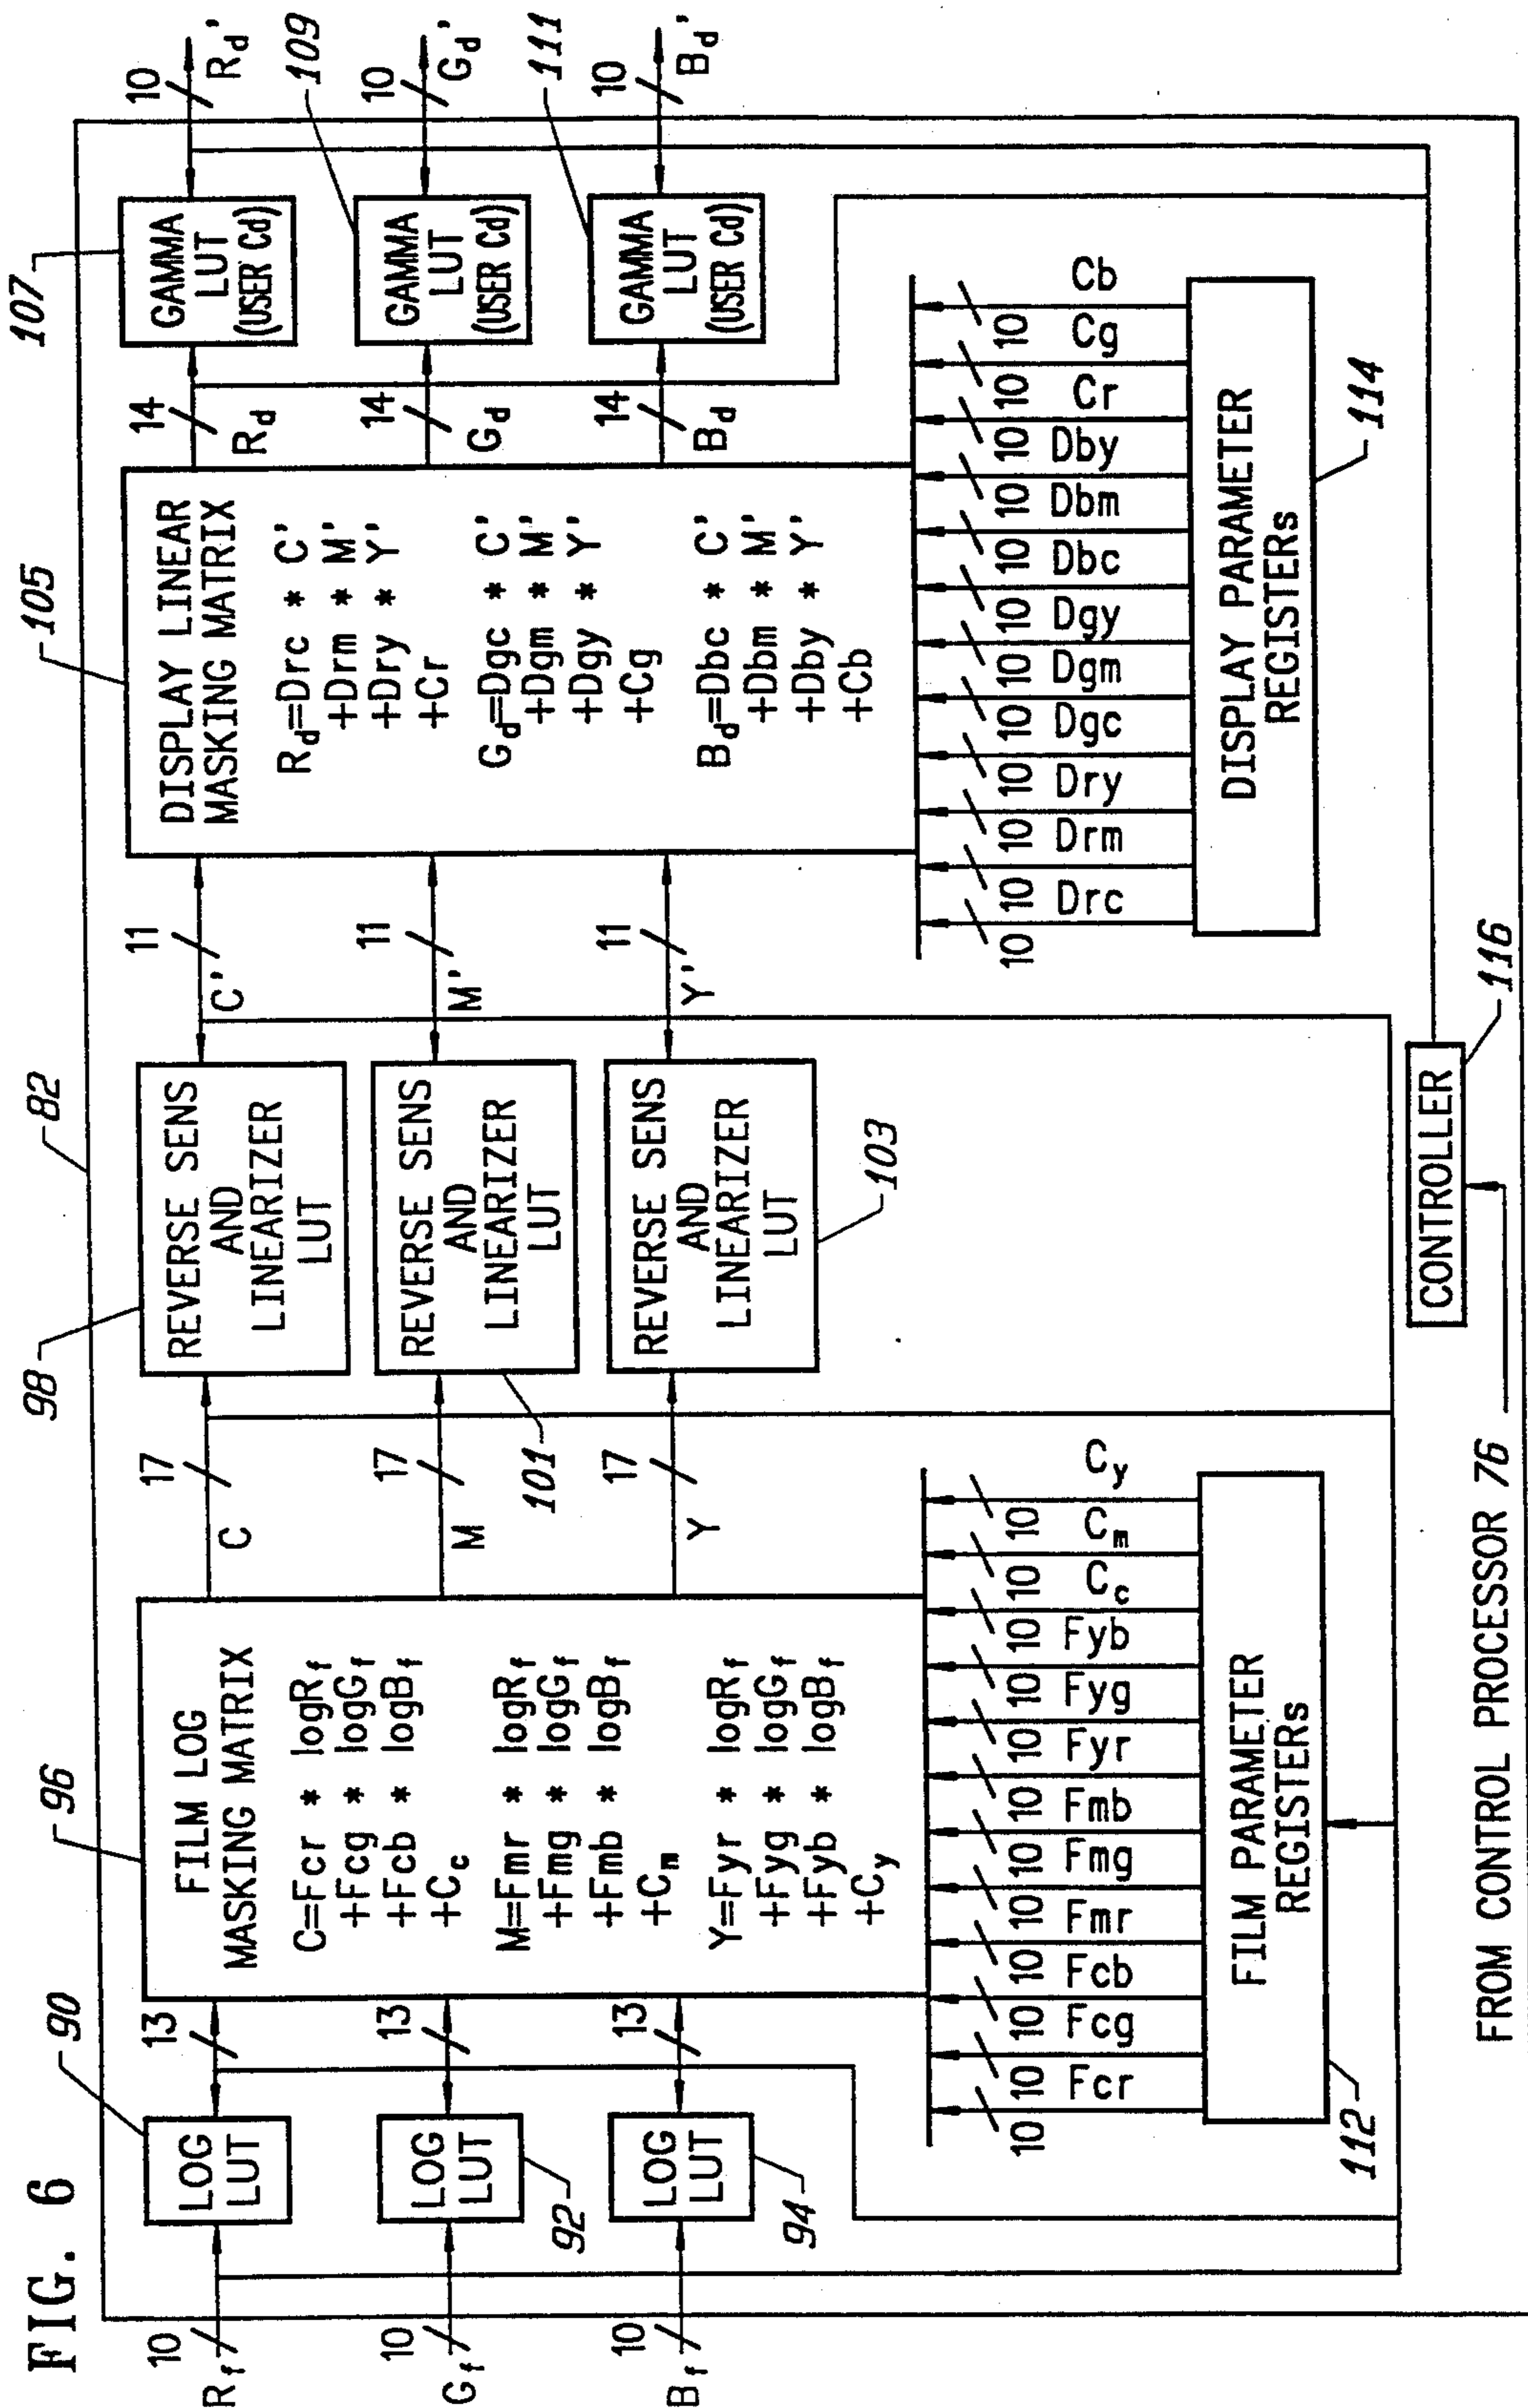 FIG. 6
82
10
Rf
10
Gf
10
Bf
90
LOG
LUT
LOG
LUT
92
LOG
LUT
94
13
13
13
96
FILM LOG
MASKING MATRIX
C=Fcr * logRf
+Fcg * logGf
+Fcb * logBf
+Cc
M=Fmr * logRf
+Fmg * logGf
+Fmb * logBf
+Cm
Y=Fyr * logRf
+Fyg * logGf
+Fyb * logBf
+Cy
10
Fcr
10
Fcg
10
Fcb
10
Fmr
10
Fmg
10
Fmb
10
Fyr
10
Fyg
10
Fyb
10
Cc
10
Cm
10
Cy
FILM PARAMETER
REGISTERs
112
17
C
17
M
17
Y
98
REVERSE SENS
AND
LINEARIZER
LUT
REVERSE SENS
AND
LINEARIZER
LUT
101
REVERSE SENS
AND
LINEARIZER
LUT
103
11
C'
11
M'
11
Y'
105
DISPLAY LINEAR
MASKING MATRIX
Rd=Drc * C'
+Drm * M'
+Dry * Y'
+Cr
Gd=Dgc * C'
+Dgm * M'
+Dgy * Y'
+Cg
Bd=Dbc * C'
+Dbm * M'
+Dby * Y'
+Cb
10
Drc
10
Drm
10
Dry
10
Dgc
10
Dgm
10
Dgy
10
Dbc
10
Dbm
10
Dby
10
Cr
10
Cg
10
Cb
DISPLAY PARAMETER
REGISTERs
114
14
Rd
14
Gd
14
Bd
107
GAMMA
LUT
(USER Cd)
GAMMA
LUT
(USER Cd)
109
GAMMA
LUT
(USER Cd)
111
10
Rd'
10
Gd'
10
Bd'
CONTROLLER
116
FROM CONTROL PROCESSOR 76